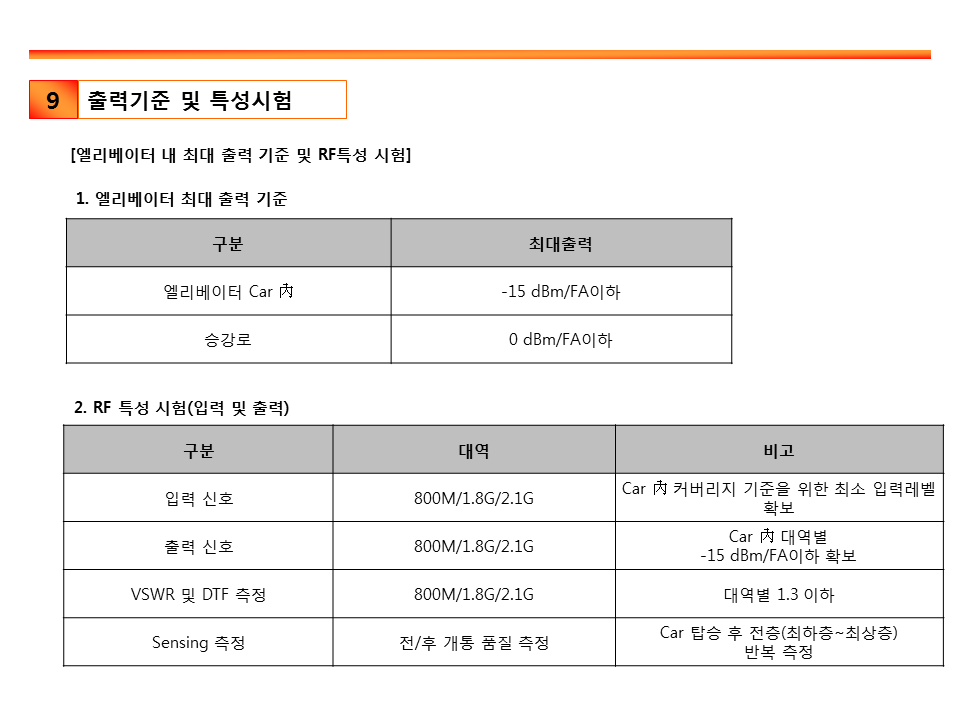 9 출력기준 및 특성시험
[엘리베이터 내 최대 출력 기준 및 RF특성 시험]
1. 엘리베이터 최대 출력 기준
구분 최대출력
엘리베이터 Car 內 -15 dBm/FA이하
승강로 0 dBm/FA이하
2. RF 특성 시험(입력 및 출력)
구분 대역 비고
입력 신호 800M/1.8G/2.1G Car 內 커버리지 기준을 위한 최소 입력레벨
확보
출력 신호 800M/1.8G/2.1G Car 內 대역별
-15 dBm/FA이하 확보
VSWR 및 DTF 측정 800M/1.8G/2.1G 대역별 1.3 이하
Sensing 측정 전/후 개통 품질 측정 Car 탑승 후 전층(최하층~최상층)
반복 측정